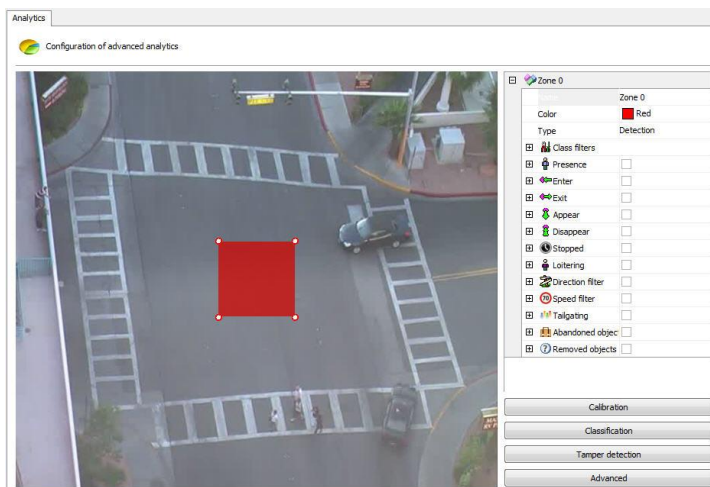 Analytics
Configuration of advanced analytics
Zone 0
Zone 0
Color Red
Type Detection
Class filters
Presence
Enter
Exit
Appear
Disappear
Stopped
Loitering
Direction filter
70 Speed filter
Tailgating
Abandoned objec
Removed objects
Calibration
Classification
Tamper detection
Advanced